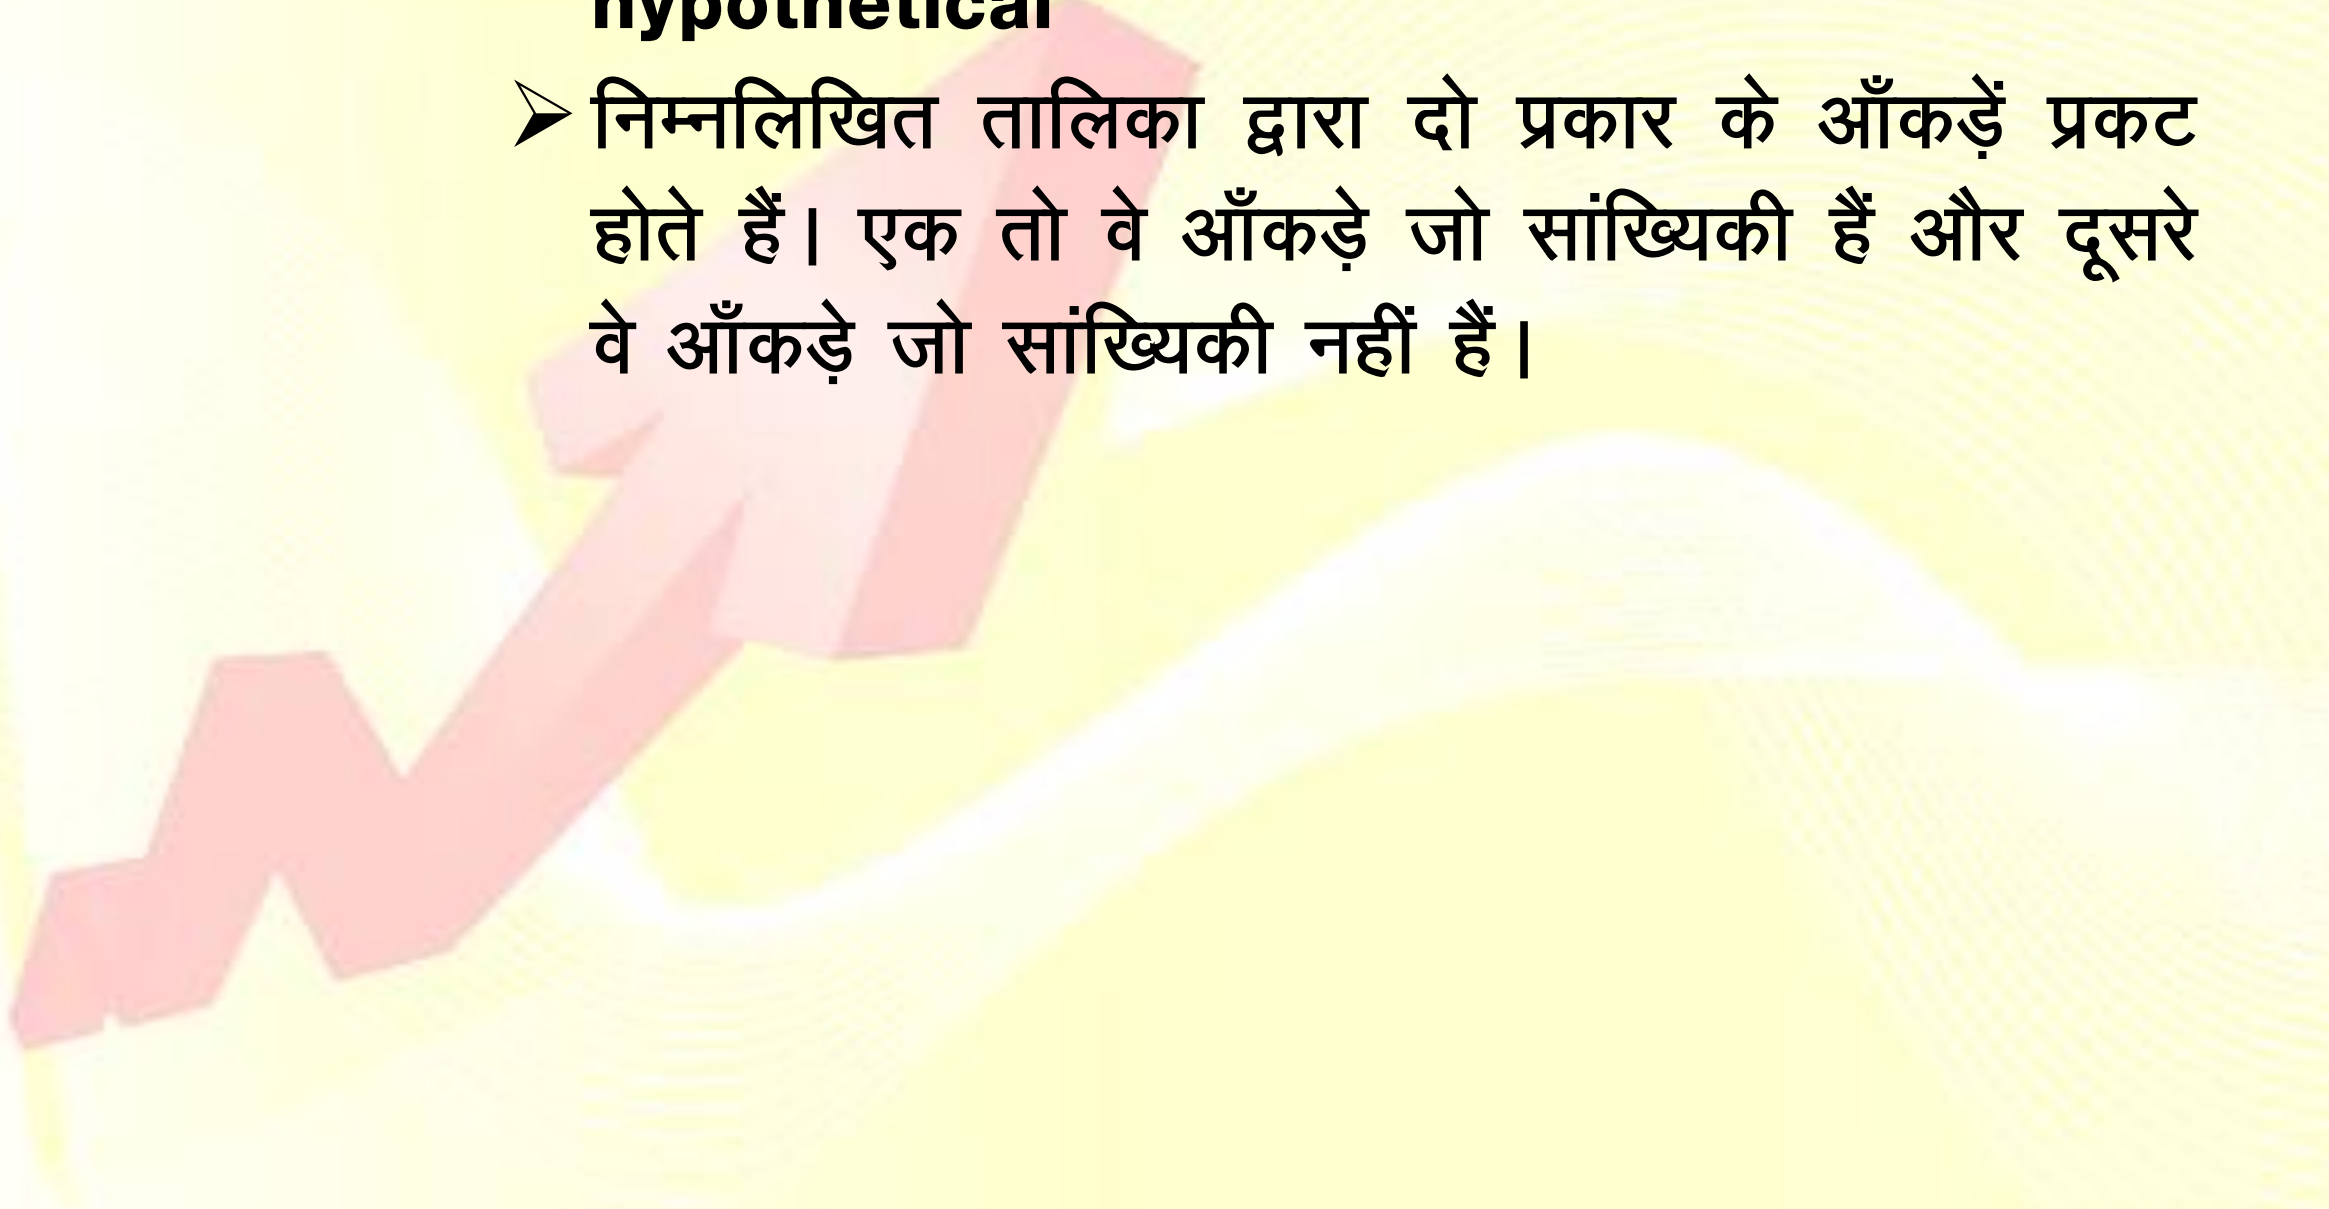 hypothetical
➢ निम्नलिखित तालिका द्वारा दो प्रकार के आँकड़ें प्रकट
होते हैं। एक तो वे आँकड़े जो सांख्यिकी हैं और दूसरे
वे आँकड़े जो सांख्यिकी नहीं हैं।